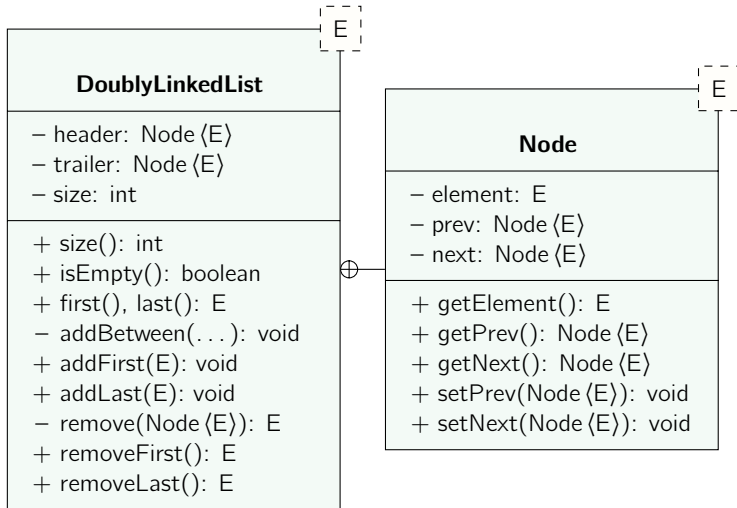 E
DoublyLinkedList
– header: Node⟨E⟩
– trailer: Node⟨E⟩
– size: int
+ size(): int
+ isEmpty(): boolean
+ first(), last(): E
– addBetween(...): void
+ addFirst(E): void
+ addLast(E): void
– remove(Node⟨E⟩): E
+ removeFirst(): E
+ removeLast(): E
E
Node
– element: E
– prev: Node⟨E⟩
– next: Node⟨E⟩
+ getElement(): E
+ getPrev(): Node⟨E⟩
+ getNext(): Node⟨E⟩
+ setPrev(Node⟨E⟩): void
+ setNext(Node⟨E⟩): void